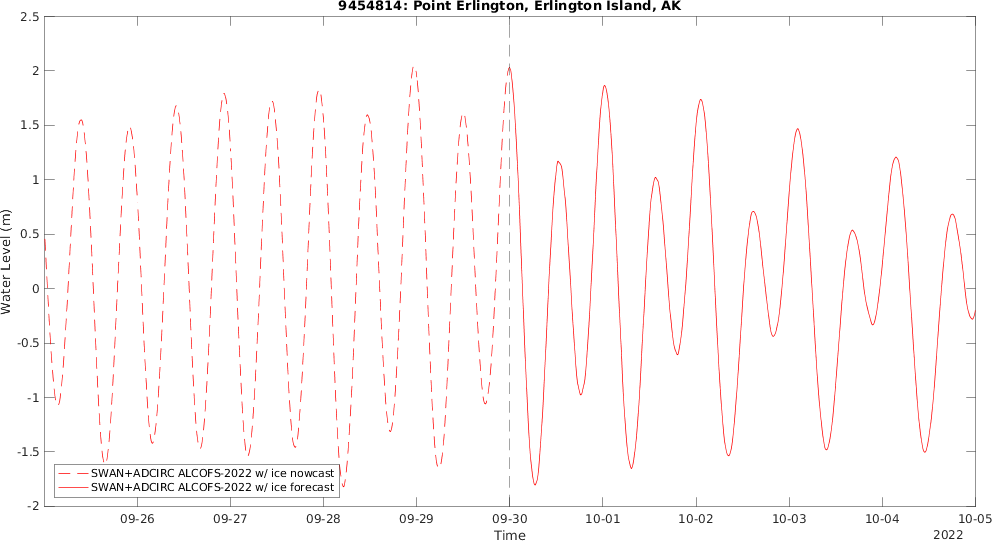 9454814: Point Erlington, Erlington Island, AK
2.5
2
1.5
1
0.5
0
-0.5
-1
-1.5
-2
Water Level (m)
SWAN+ADCIRC ALCOFS-2022 w/ ice nowcast
SWAN+ADCIRC ALCOFS-2022 w/ ice forecast
09-26 09-27 09-28 09-29 09-30 10-01 10-02 10-03 10-04 10-05
Time
2022